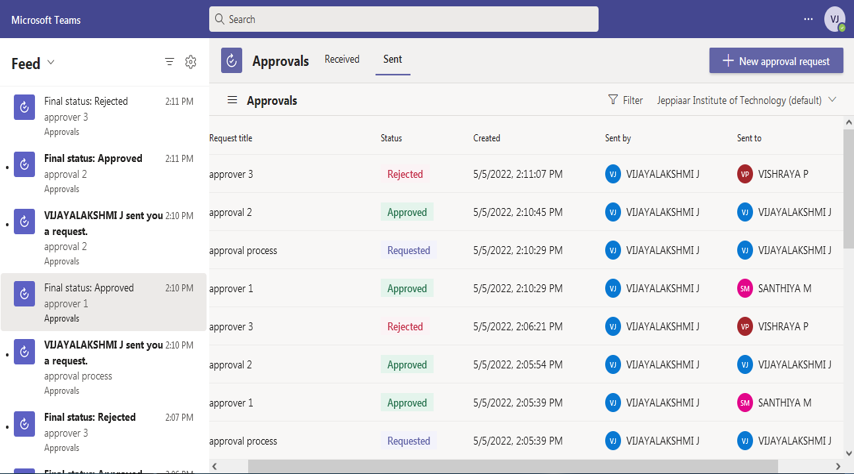 Microsoft Teams
Search
VJ
Feed
Final status: Rejected 2:11 PM
approver 3
Approvals
Final status: Approved 2:11 PM
approval 2
Approvals
VIJAYALAKSHMI J sent you 2:10 PM
a request.
approval 2
Approvals
Final status: Approved 2:10 PM
approver 1
Approvals
VIJAYALAKSHMI J sent you 2:10 PM
a request.
approval process
Approvals
Final status: Rejected 2:07 PM
approver 3
Approvals
Final status: Approved 2:06 PM
Approvals Received Sent
New approval request
Approvals
Filter Jeppiaar Institute of Technology (default)
Request title Status Created Sent by Sent to
approver 3 Rejected 5/5/2022, 2:11:07 PM VJ VIJAYALAKSHMI J VP VISHRAYA P
approval 2 Approved 5/5/2022, 2:10:45 PM VJ VIJAYALAKSHMI J VJ VIJAYALAKSHMI J
approval process Requested 5/5/2022, 2:10:29 PM VJ VIJAYALAKSHMI J VJ VIJAYALAKSHMI J
approver 1 Approved 5/5/2022, 2:10:29 PM VJ VIJAYALAKSHMI J SM SANTHIYA M
approver 3 Rejected 5/5/2022, 2:06:21 PM VJ VIJAYALAKSHMI J VP VISHRAYA P
approval 2 Approved 5/5/2022, 2:05:54 PM VJ VIJAYALAKSHMI J VJ VIJAYALAKSHMI J
approver 1 Approved 5/5/2022, 2:05:39 PM VJ VIJAYALAKSHMI J SM SANTHIYA M
approval process Requested 5/5/2022, 2:05:39 PM VJ VIJAYALAKSHMI J VJ VIJAYALAKSHMI J